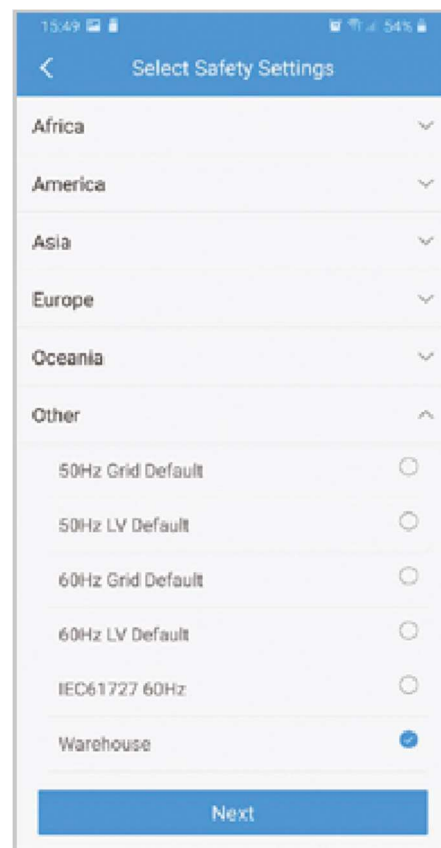 15:49 54%
Select Safety Settings
Africa
America
Asia
Europe
Oceania
Other
50Hz Grid Default
50Hz LV Default
60Hz Grid Default
60Hz LV Default
IEC61727 60Hz
Warehouse
Next